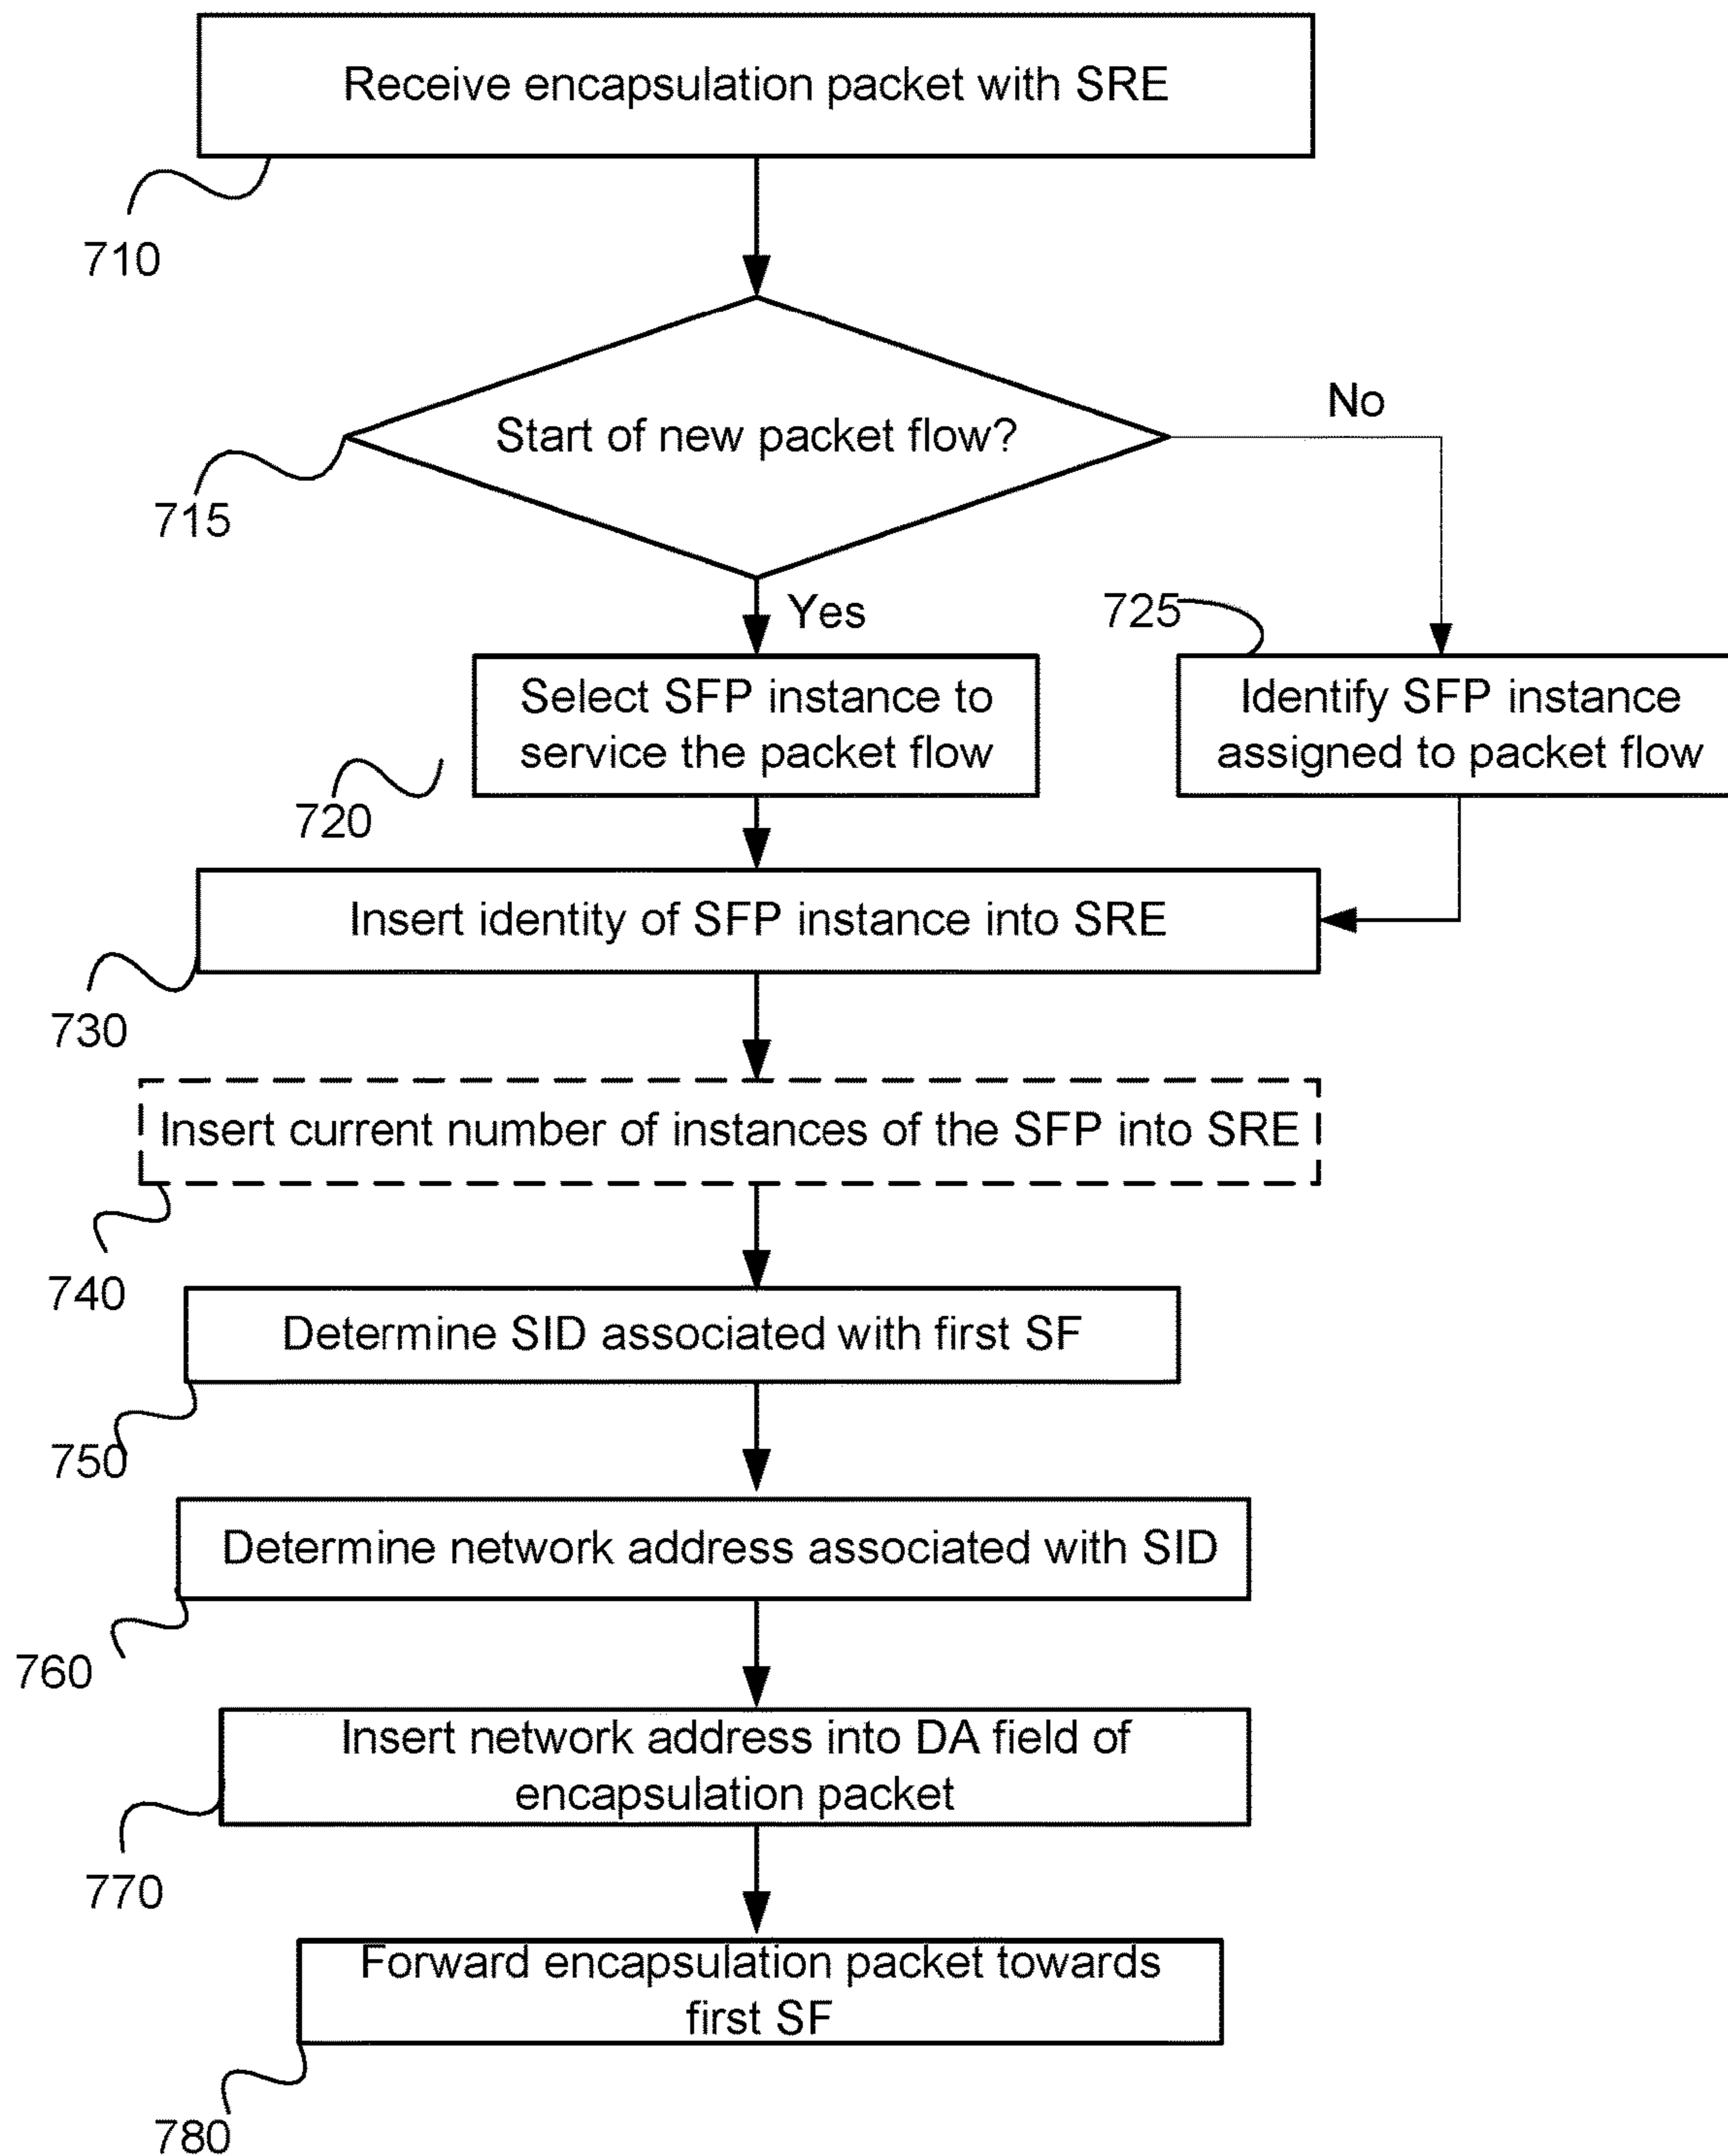 Receive encapsulation packet with SRE
710
Start of new packet flow?
No
715
Yes
725
Select SFP instance to
service the packet flow
Identify SFP instance
assigned to packet flow
720
Insert identity of SFP instance into SRE
730
Insert current number of instances of the SFP into SRE
740
Determine SID associated with first SF
750
Determine network address associated with SID
760
Insert network address into DA field of
encapsulation packet
770
Forward encapsulation packet towards
first SF
780